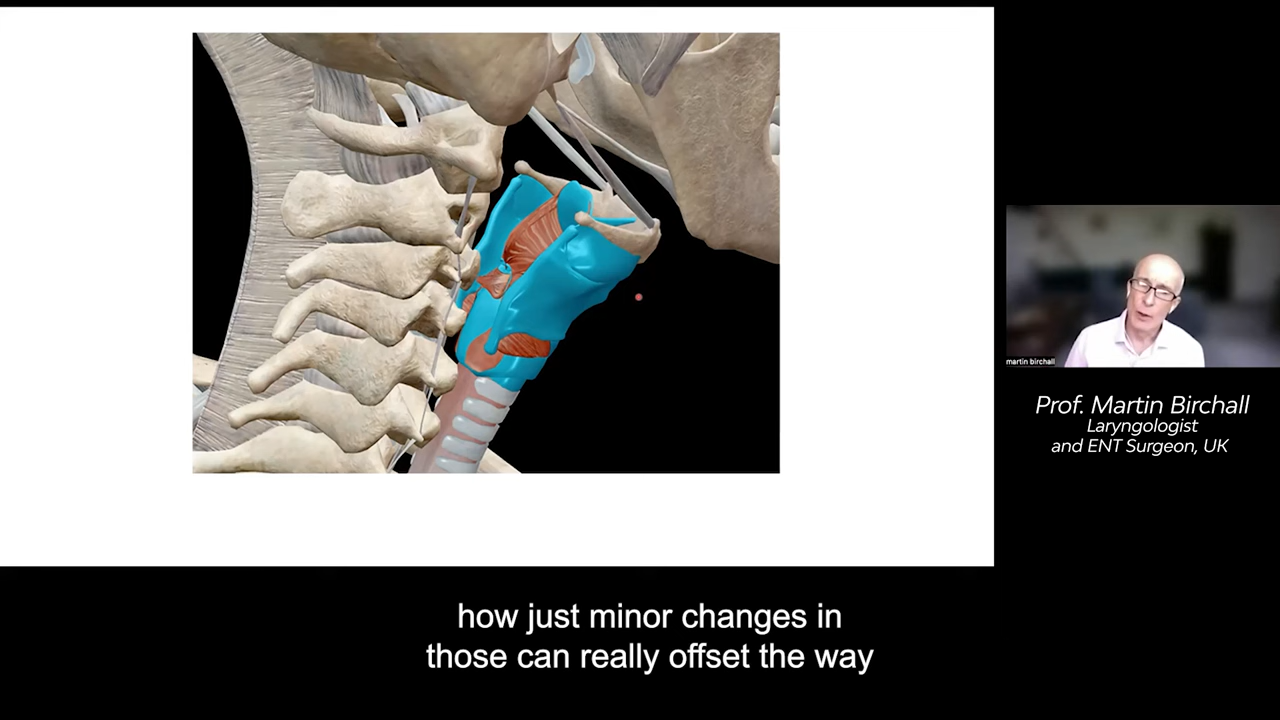 martin birchall
Prof. Martin Birchall
Laryngologist
and ENT Surgeon, UK
how just minor changes in
those can really offset the way